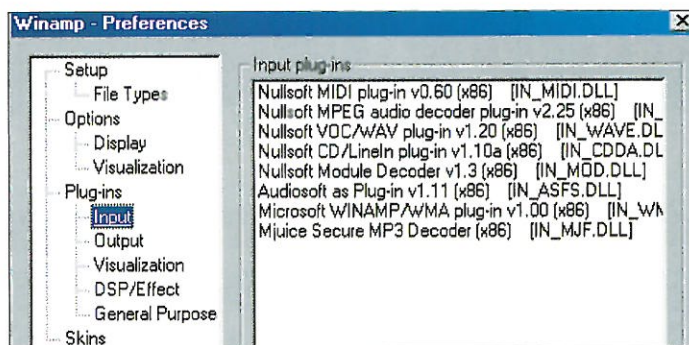 Winamp - Preferences
Setup
File Types
Options
Display
Visualization
Plug-ins
Input
Output
Visualization
DSP/Effect
General Purpose
Skins
Input plug-ins
Nullsoft MIDI plug-in v0.60 (x86) [IN_MIDI.DLL]
Nullsoft MPEG audio decoder plug-in v2.25 (x86) [IN_
Nullsoft VOC/WAV plug-in v1.20 (x86) [IN_WAVE.DL
Nullsoft CD/LineIn plug-in v1.10a (x86) [IN_CDDA.DL
Nullsoft Module Decoder v1.3 (x86) [IN_MOD.DLL]
Audiosoft as Plug-in v1.11 (x86) [IN_ASFS.DLL]
Microsoft WINAMP/WMA plug-in v1.00 (x86) [IN_WM
Mjuice Secure MP3 Decoder (x86) [IN_MJF.DLL]